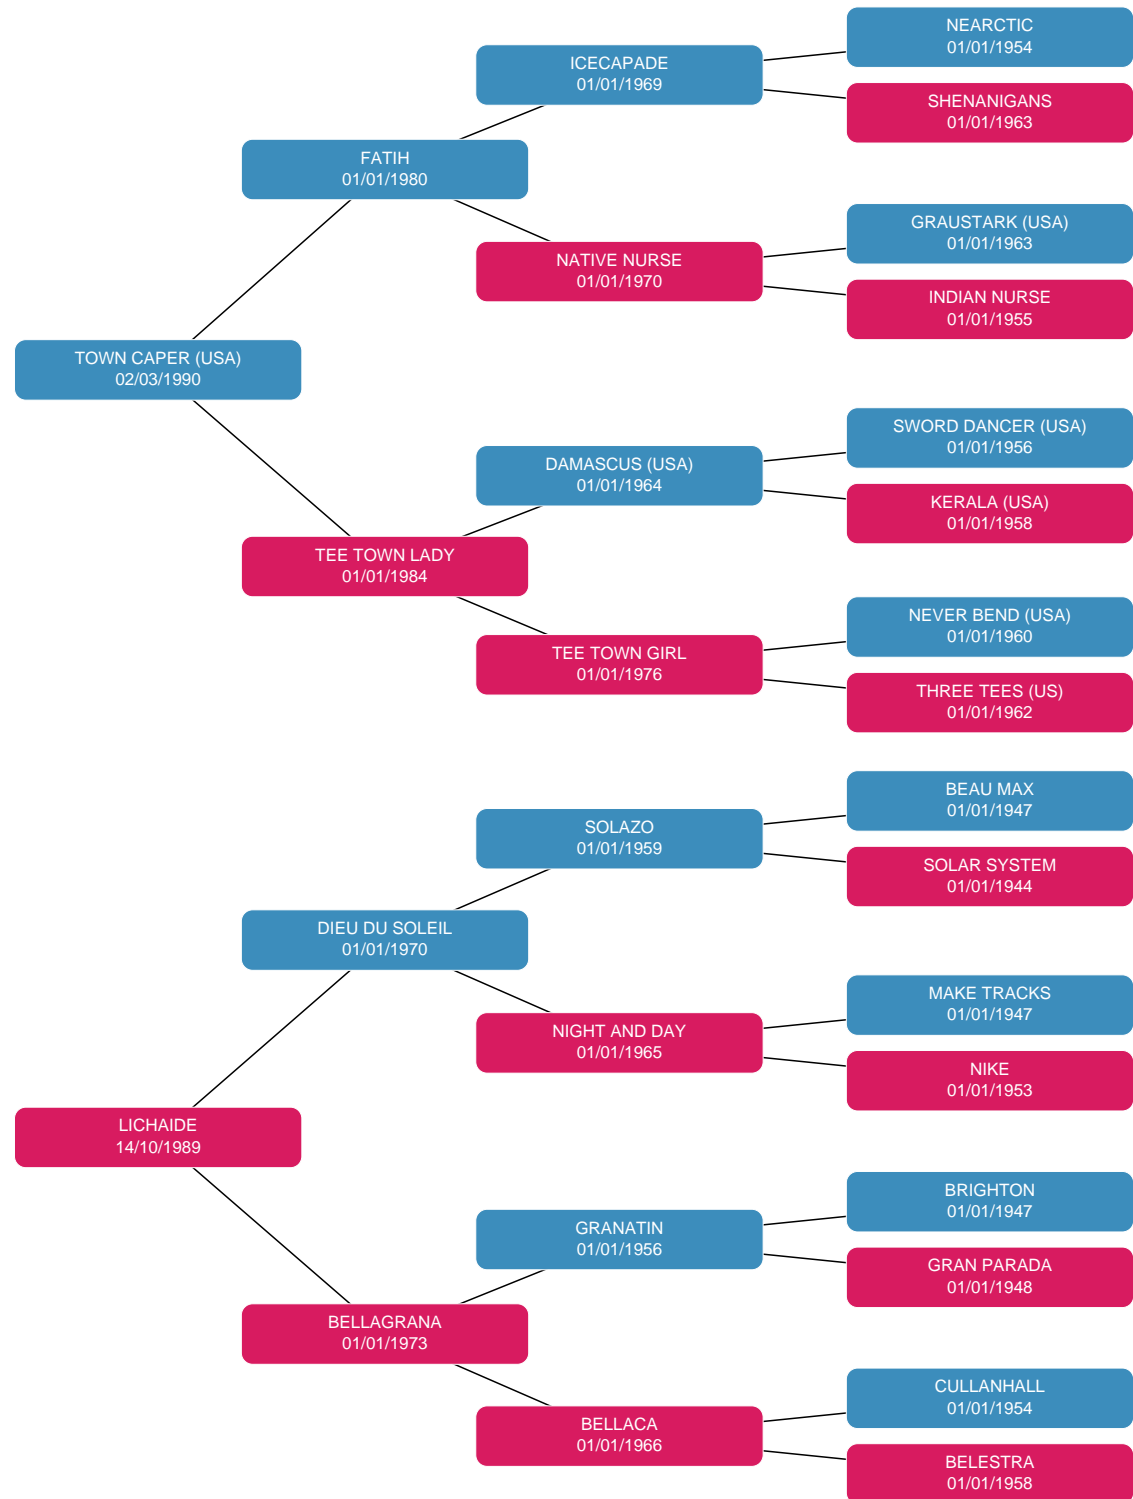 NEARCTIC
01/01/1954
ICECAPADE
01/01/1969
SHENANIGANS
01/01/1963
FATIH
01/01/1980
GRAUSTARK (USA)
01/01/1963
NATIVE NURSE
01/01/1970
INDIAN NURSE
01/01/1955
TOWN CAPER (USA)
02/03/1990
SWORD DANCER (USA)
01/01/1956
DAMASCUS (USA)
01/01/1964
KERALA (USA)
01/01/1958
TEE TOWN LADY
01/01/1984
NEVER BEND (USA)
01/01/1960
TEE TOWN GIRL
01/01/1976
THREE TEES (US)
01/01/1962
BEAU MAX
01/01/1947
SOLAZO
01/01/1959
SOLAR SYSTEM
01/01/1944
DIEU DU SOLEIL
01/01/1970
MAKE TRACKS
01/01/1947
NIGHT AND DAY
01/01/1965
NIKE
01/01/1953
LICHAIDE
14/10/1989
BRIGHTON
01/01/1947
GRANATIN
01/01/1956
GRAN PARADA
01/01/1948
BELLAGRANA
01/01/1973
CULLANHALL
01/01/1954
BELLACA
01/01/1966
BELESTRA
01/01/1958